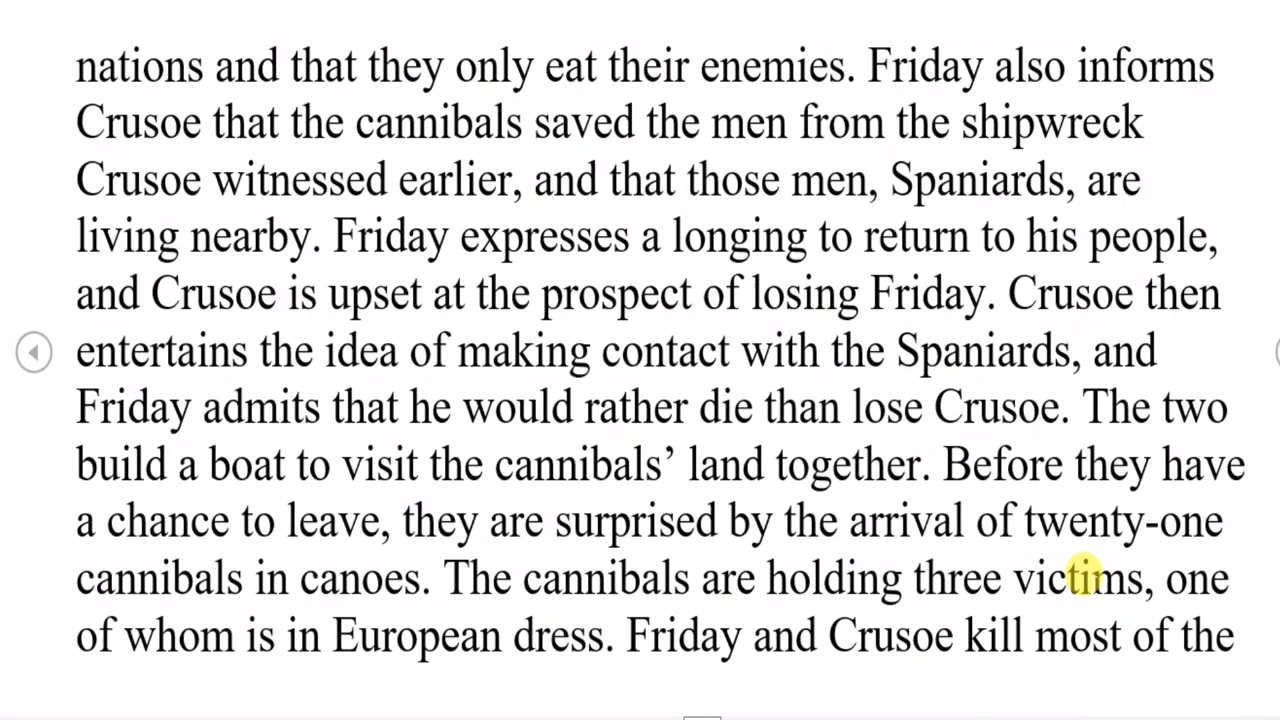 nations and that they only eat their enemies. Friday also informs
Crusoe that the cannibals saved the men from the shipwreck
Crusoe witnessed earlier, and that those men, Spaniards, are
living nearby. Friday expresses a longing to return to his people,
and Crusoe is upset at the prospect of losing Friday. Crusoe then
entertains the idea of making contact with the Spaniards, and
Friday admits that he would rather die than lose Crusoe. The two
build a boat to visit the cannibals’ land together. Before they have
a chance to leave, they are surprised by the arrival of twenty-one
cannibals in canoes. The cannibals are holding three victims, one
of whom is in European dress. Friday and Crusoe kill most of the